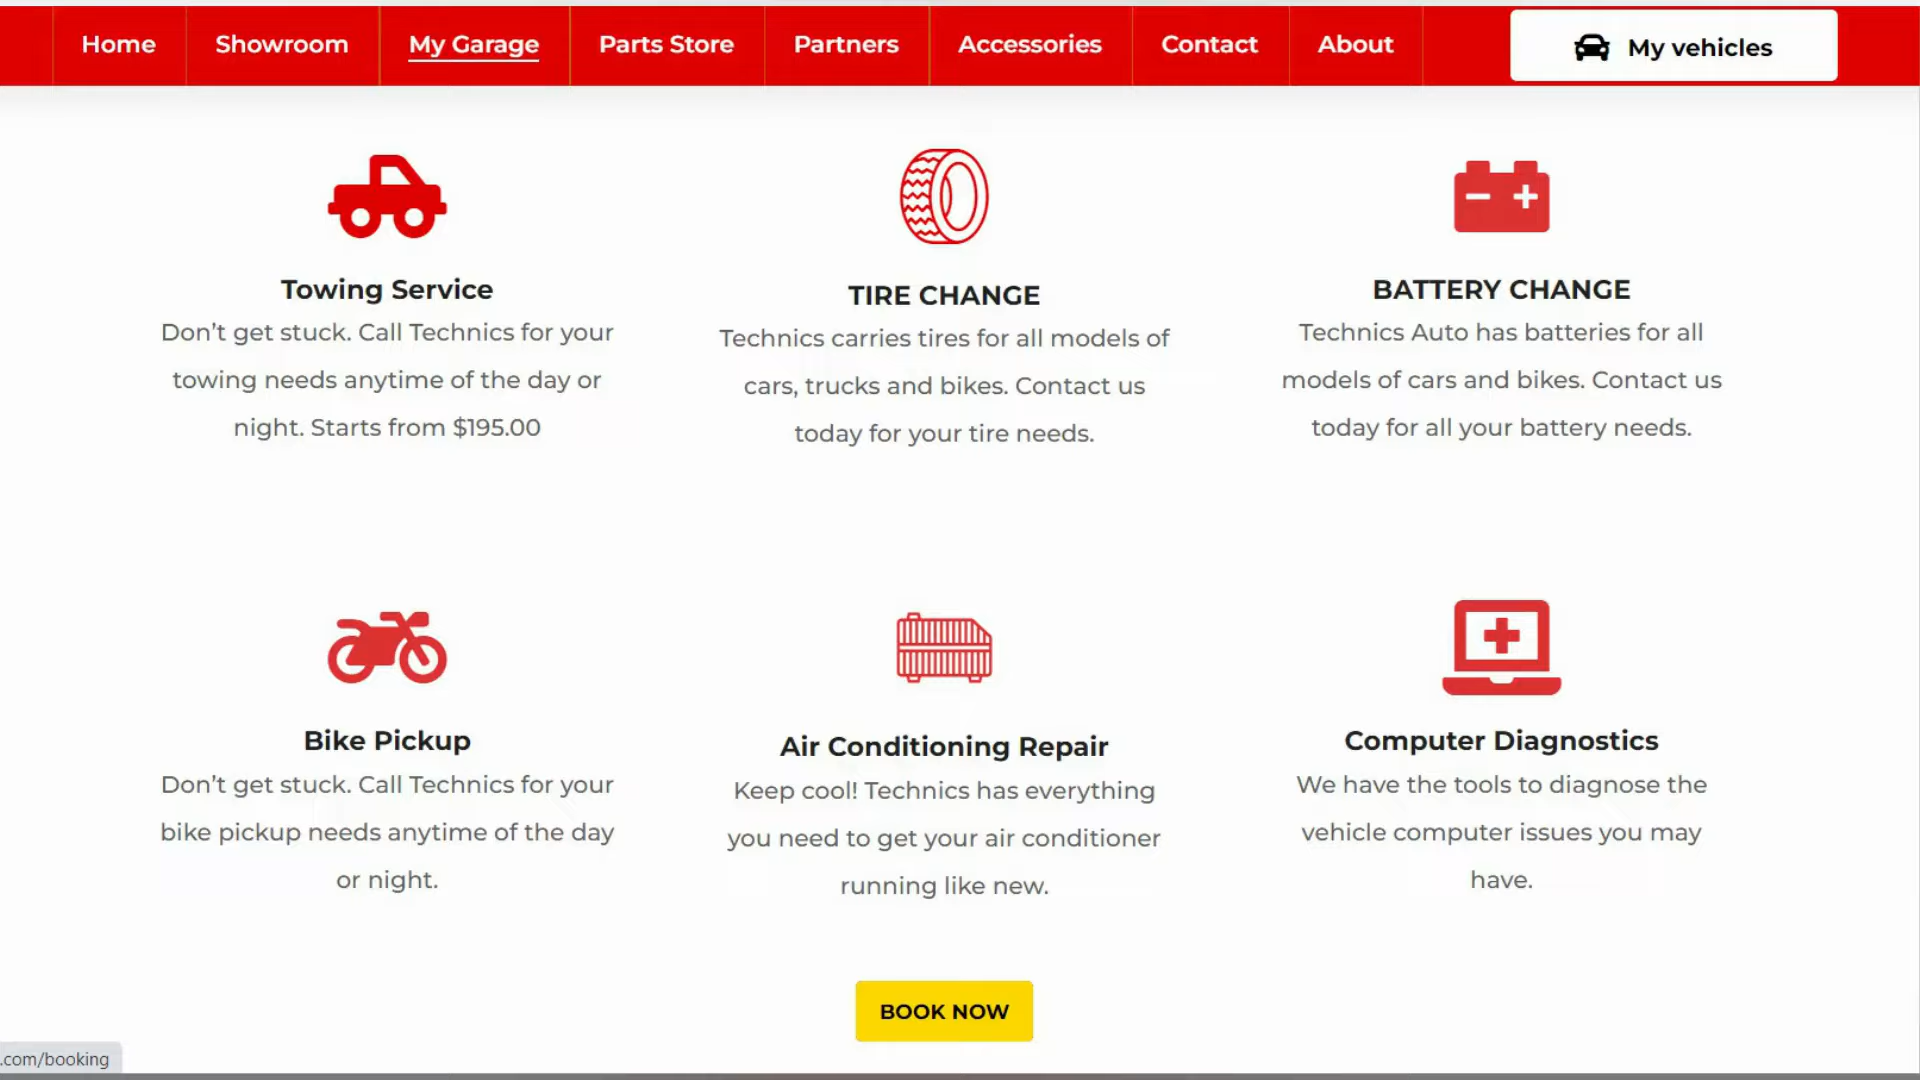 Home
Showroom
My Garage
Parts Store
Partners
Accessories
Contact
About
My vehicles
Towing Service
Don’t get stuck. Call Technics for your
towing needs anytime of the day or
night. Starts from $195.00
TIRE CHANGE
Technics carries tires for all models of
cars, trucks and bikes. Contact us
today for your tire needs.
BATTERY CHANGE
Technics Auto has batteries for all
models of cars and bikes. Contact us
today for all your battery needs.
Bike Pickup
Don’t get stuck. Call Technics for your
bike pickup needs anytime of the day
or night.
Air Conditioning Repair
Keep cool! Technics has everything
you need to get your air conditioner
running like new.
Computer Diagnostics
We have the tools to diagnose the
vehicle computer issues you may
have.
BOOK NOW
.com/booking